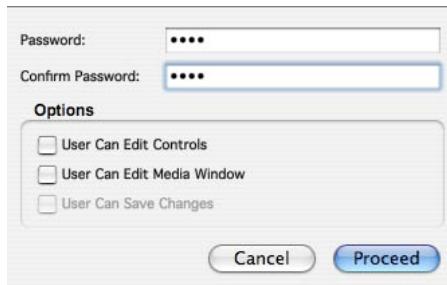 Password: ••••
Confirm Password: ••••
Options
User Can Edit Controls
User Can Edit Media Window
User Can Save Changes
Cancel Proceed